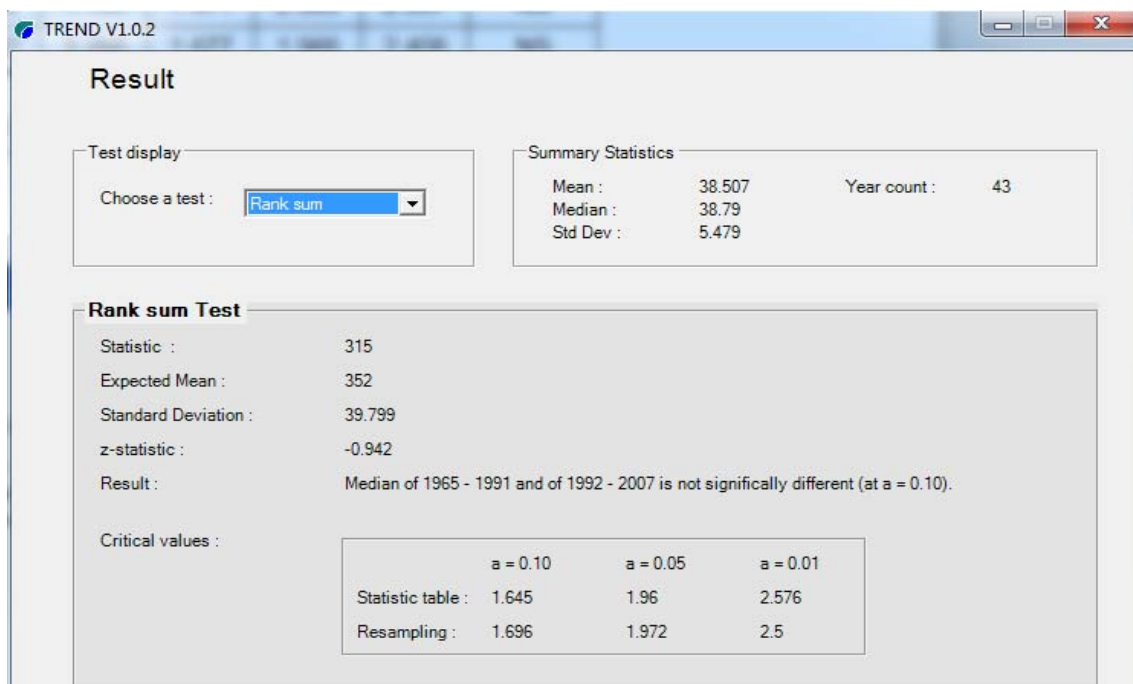 TREND V1.0.2
Result
Test display
Choose a test : Rank sum
Summary Statistics
Mean : 38.507 Year count : 43
Median : 38.79
Std Dev : 5.479
Rank sum Test
Statistic : 315
Expected Mean : 352
Standard Deviation : 39.799
z-statistic : -0.942
Result : Median of 1965 - 1991 and of 1992 - 2007 is not significally different (at a = 0.10).
Critical values :
a = 0.10 a = 0.05 a = 0.01
Statistic table : 1.645 1.96 2.576
Resampling : 1.696 1.972 2.5